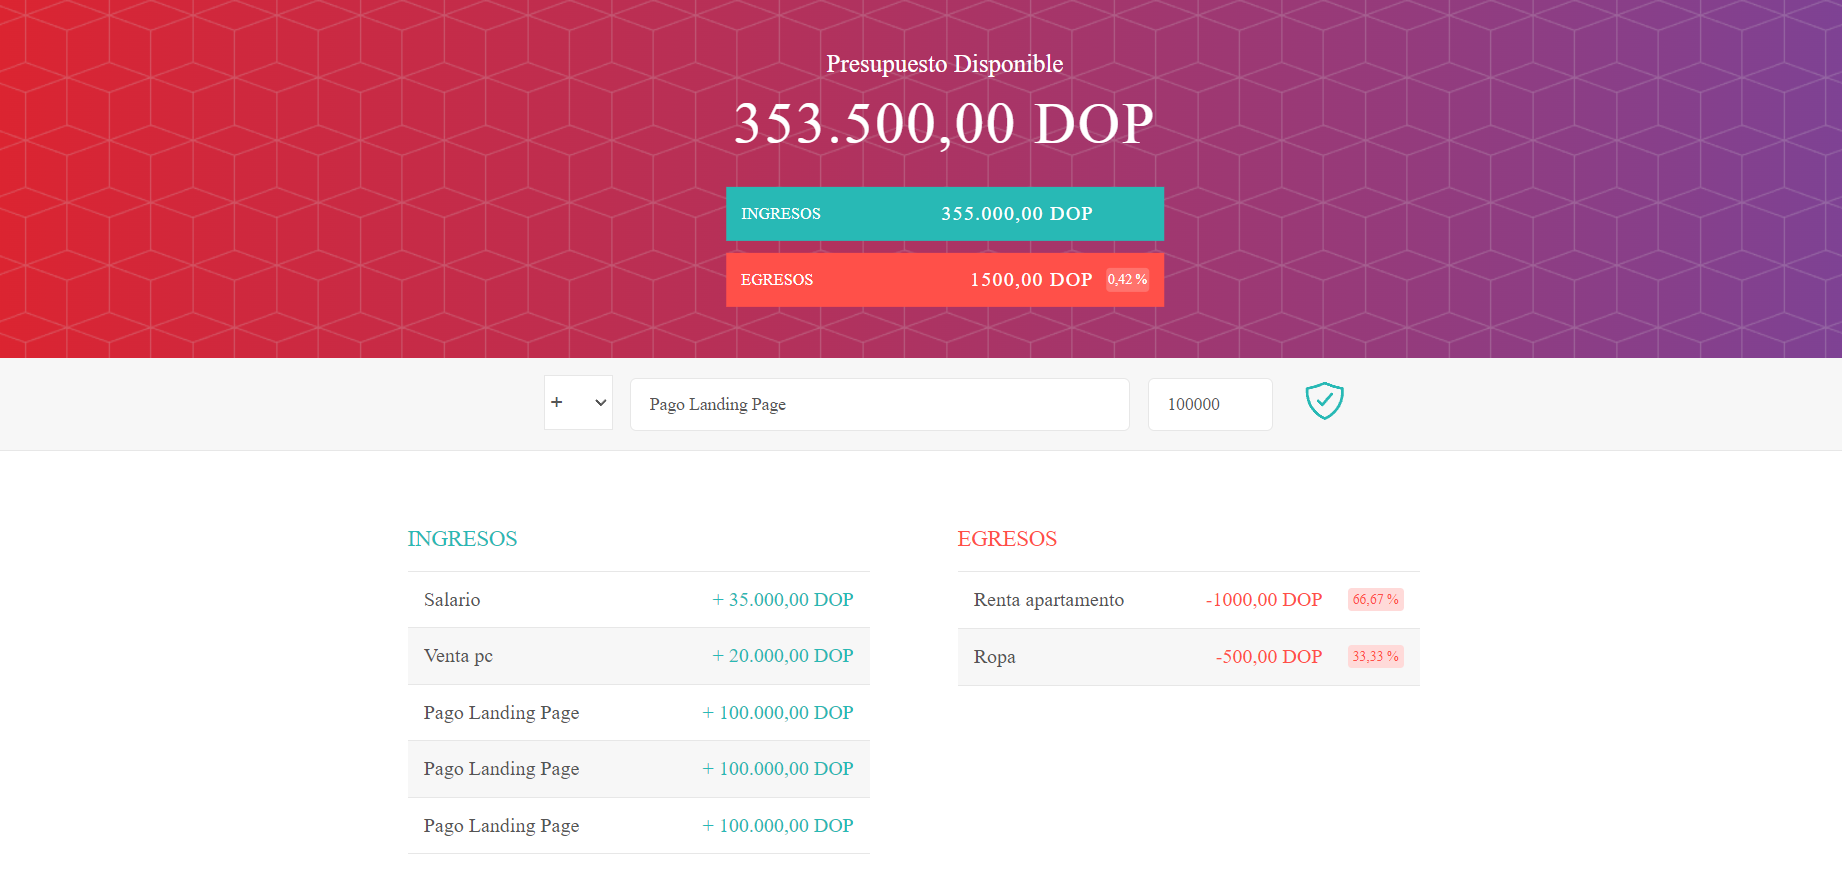 Presupuesto Disponible
353.500,00 DOP
INGRESOS 355.000,00 DOP
EGRESOS 1500,00 DOP 0,42 %
+ Pago Landing Page 100000
INGRESOS
Salario + 35.000,00 DOP
Venta pc + 20.000,00 DOP
Pago Landing Page + 100.000,00 DOP
Pago Landing Page + 100.000,00 DOP
Pago Landing Page + 100.000,00 DOP
EGRESOS
Renta apartamento -1000,00 DOP 66,67 %
Ropa -500,00 DOP 33,33 %